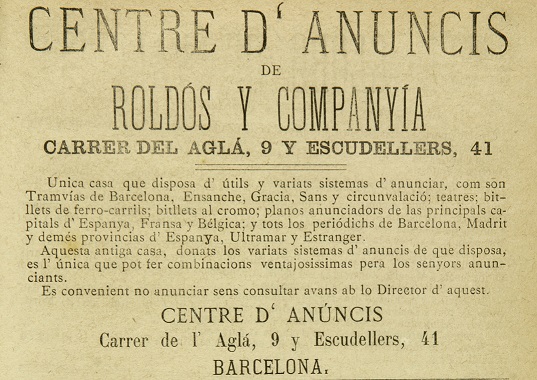 CENTRE D' ANUNCIS
DE
ROLDÓS Y COMPANYÍA
CARRER DEL AGLÁ, 9 Y ESCUDELLERS, 41
Unica casa que disposa d' útils y variats sistemas d' anunciar, com són
Tramvías de Barcelona, Ensanche, Gracia, Sans y circunvalació; teatres; bit-
llets de ferro-carrils; bitllets al cromo; planos anunciadors de las principals ca-
pitals d' Espanya, Fransa y Bélgica; y tots los periódichs de Barcelona, Madrit
y demés provincias d' Espanya, Ultramar y Estranger.
Aquesta antiga casa, donats los variats sistemas d' anuncis de que disposa,
es l' única que pot fer combinacions ventajosissimas pera los senyors anun-
ciants.
Es convenient no anunciar sens consultar avans ab lo Director d' aquest.
CENTRE D' ANÚNCIS
Carrer de l' Aglá, 9 y Escudellers, 41
BARCELONA.